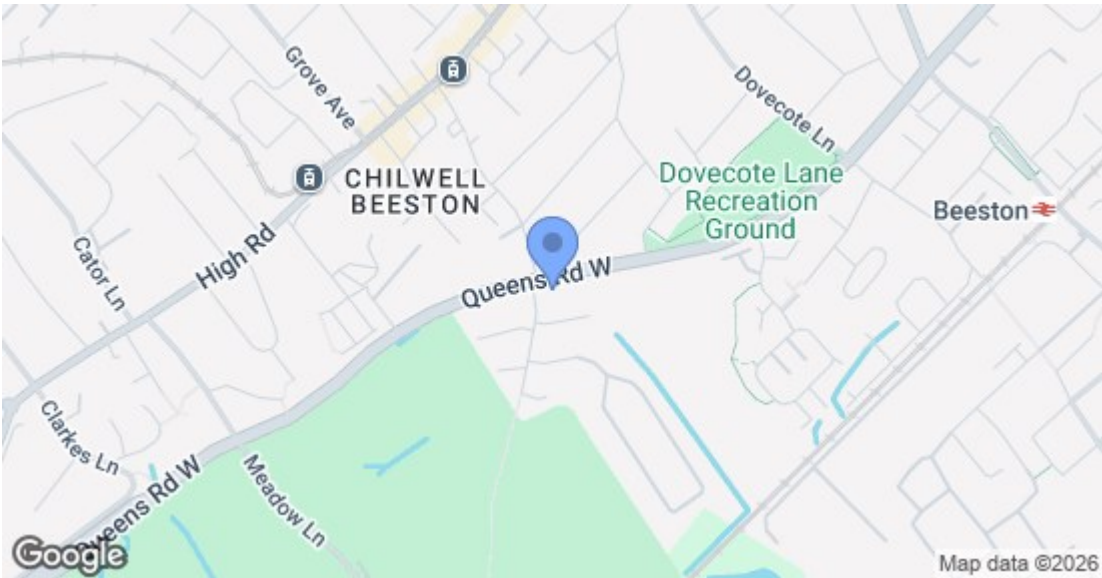 Grove Ave
Dovecote Ln
CHILWELL
BEESTON
Dovecote Lane
Recreation
Ground
Beeston
High Rd
Cator Ln
Queens Rd W
Clarkes Ln
Queens Rd W
Meadow Ln
Google
Map data ©2026